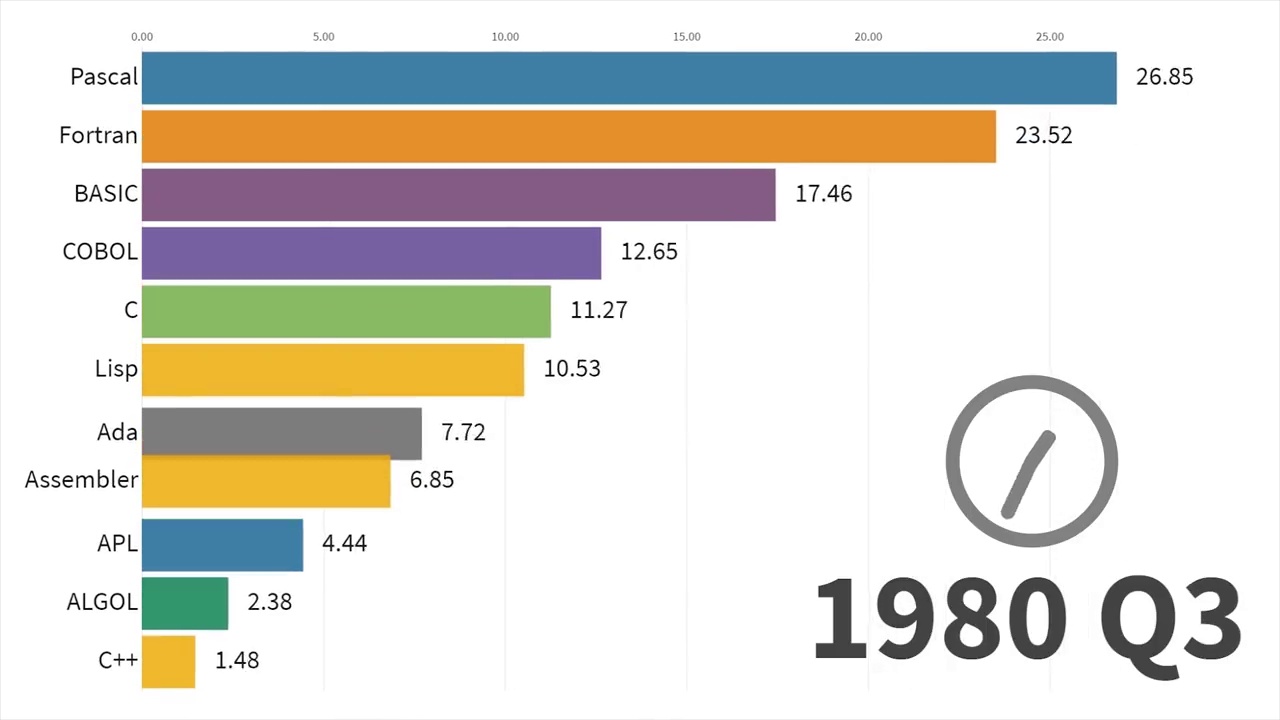 0.00 5.00 10.00 15.00 20.00 25.00
Pascal 26.85
Fortran 23.52
BASIC 17.46
COBOL 12.65
C 11.27
Lisp 10.53
Ada 7.72
Assembler 6.85
APL 4.44
ALGOL 2.38
C++ 1.48
1980 Q3